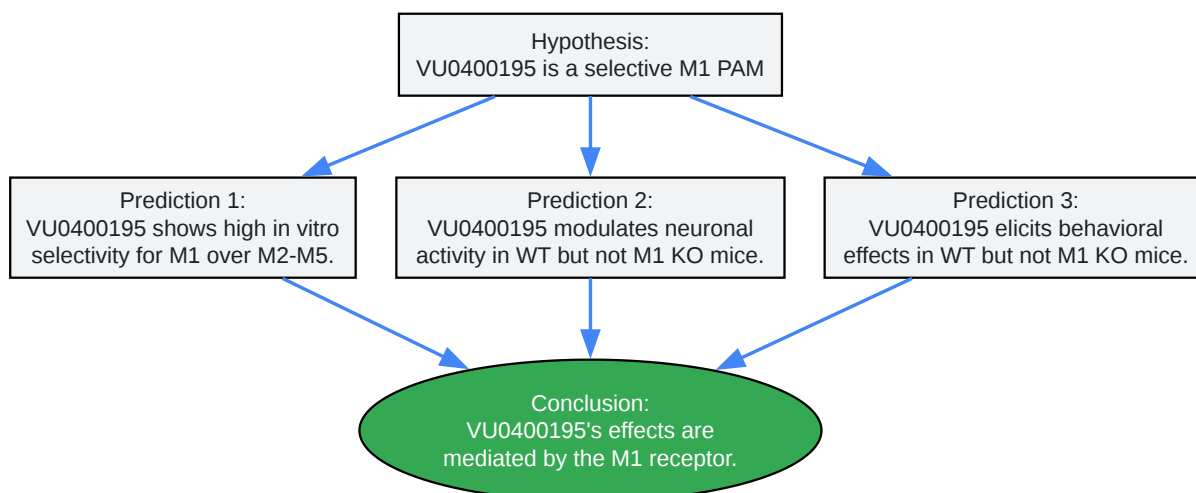 Hypothesis:
VU0400195 is a selective M1 PAM
Prediction 1:
VU0400195 shows high in vitro
selectivity for M1 over M2-M5.
Prediction 2:
VU0400195 modulates neuronal
activity in WT but not M1 KO mice.
Prediction 3:
VU0400195 elicits behavioral
effects in WT but not M1 KO mice.
Conclusion:
VU0400195's effects are
mediated by the M1 receptor.